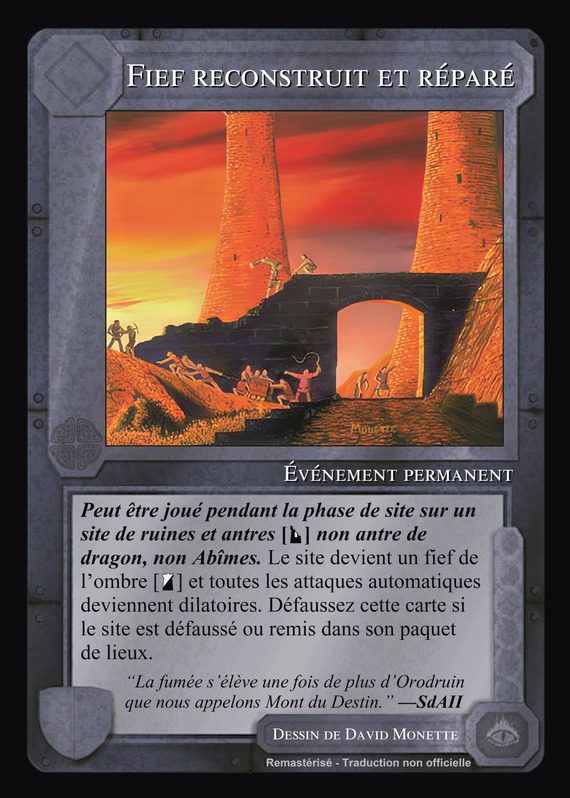 Fief reconstruit et réparé
Monette
Événement permanent
Peut être joué pendant la phase de site sur un
site de ruines et antres [] non antre de
dragon, non Abîmes. Le site devient un fief de
l’ombre [] et toutes les attaques automatiques
deviennent dilatoires. Défaussez cette carte si
le site est défaussé ou remis dans son paquet
de lieux.
“La fumée s’élève une fois de plus d’Orodruin
que nous appelons Mont du Destin.” —SdAII
Dessin de David Monette
Remastérisé - Traduction non officielle